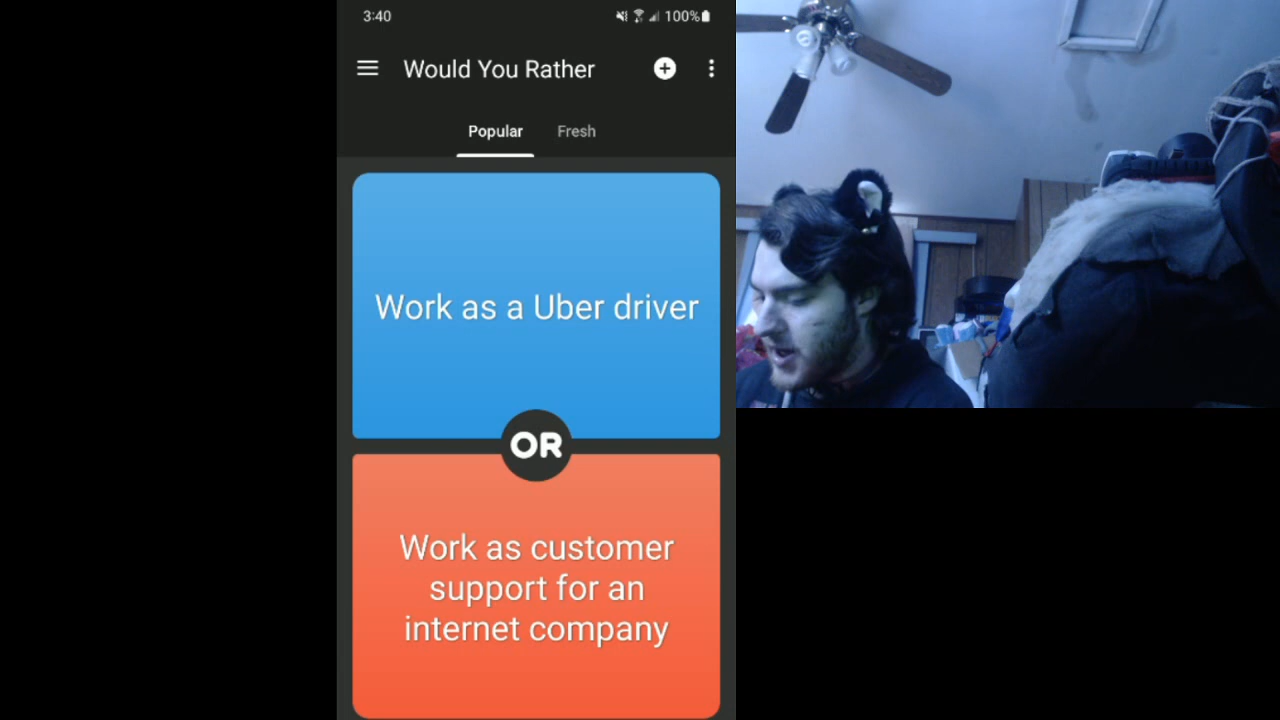 3:40
100%
Would You Rather
Popular
Fresh
Work as a Uber driver
OR
Work as customer
support for an
internet company